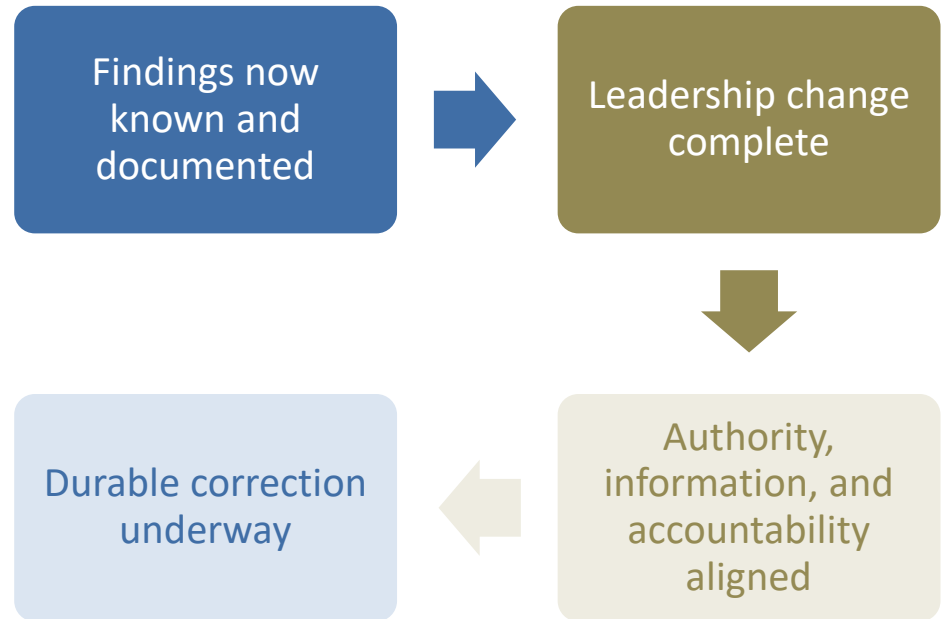 Findings now
known and
documented
Leadership change
complete
Authority,
information, and
accountability
aligned
Durable correction
underway